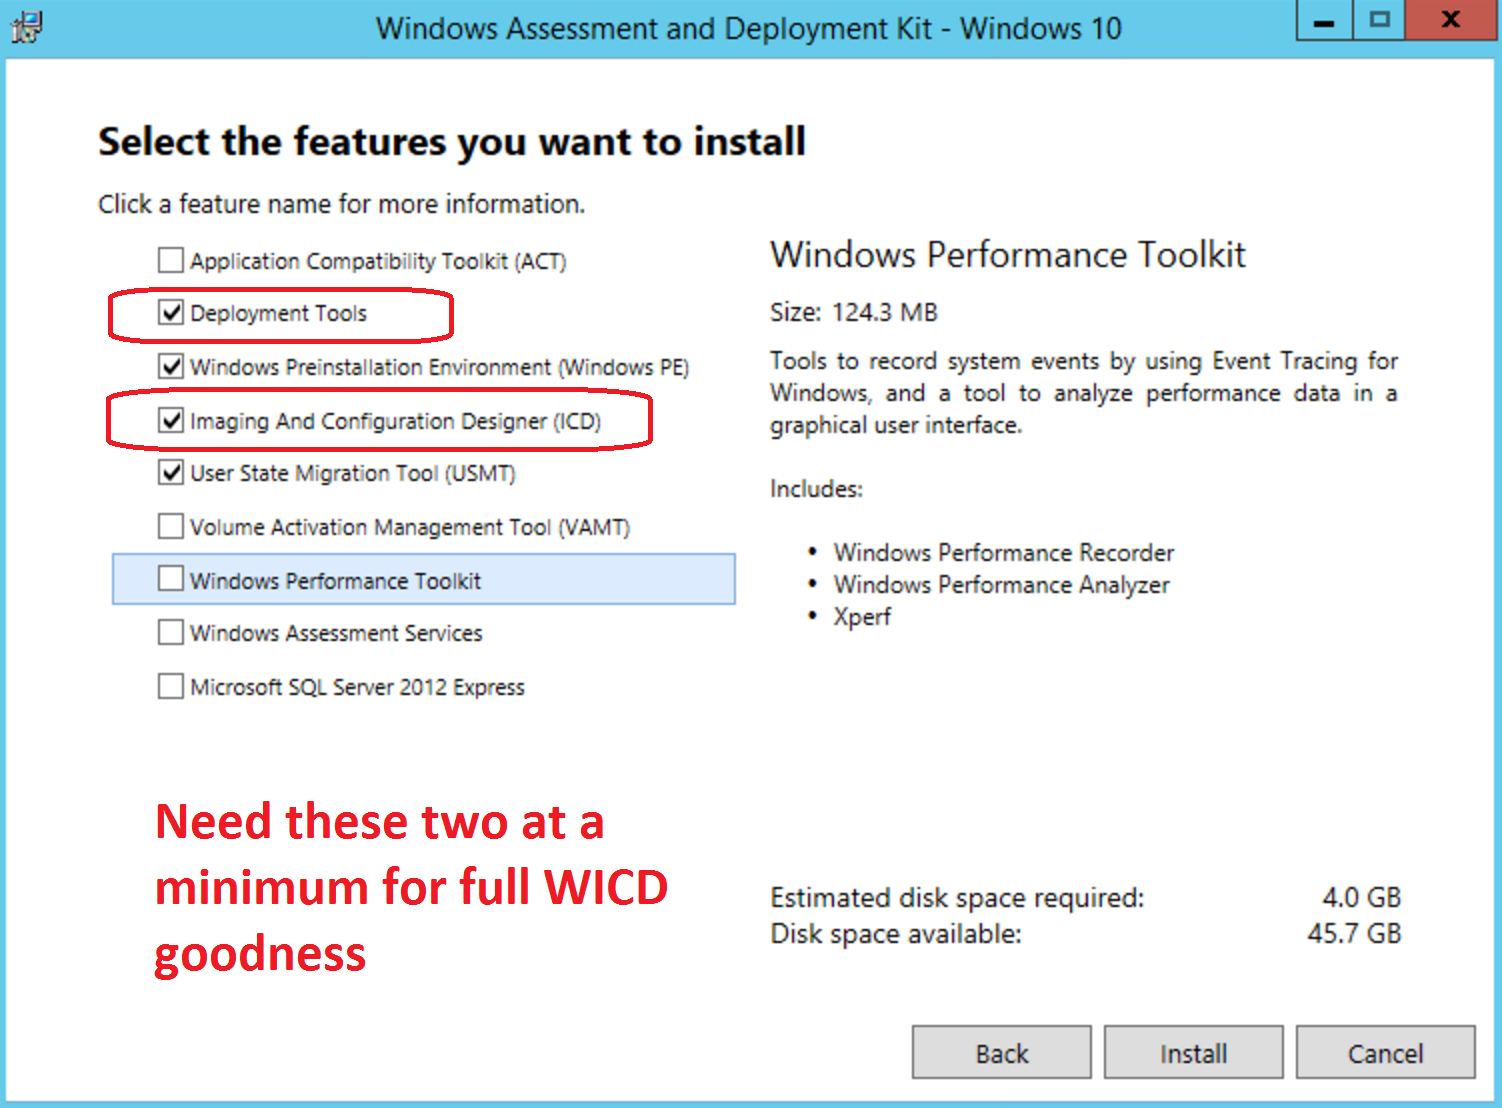 Windows Assessment and Deployment Kit - Windows 10
Select the features you want to install
Click a feature name for more information.
Application Compatibility Toolkit (ACT)
Deployment Tools
Windows Preinstallation Environment (Windows PE)
Imaging And Configuration Designer (ICD)
User State Migration Tool (USMT)
Volume Activation Management Tool (VAMT)
Windows Performance Toolkit
Windows Assessment Services
Microsoft SQL Server 2012 Express
Windows Performance Toolkit
Size: 124.3 MB
Tools to record system events by using Event Tracing for
Windows, and a tool to analyze performance data in a
graphical user interface.
Includes:
• Windows Performance Recorder
• Windows Performance Analyzer
• Xperf
Need these two at a
minimum for full WICD
goodness
Estimated disk space required: 4.0 GB
Disk space available: 45.7 GB
Back
Install
Cancel